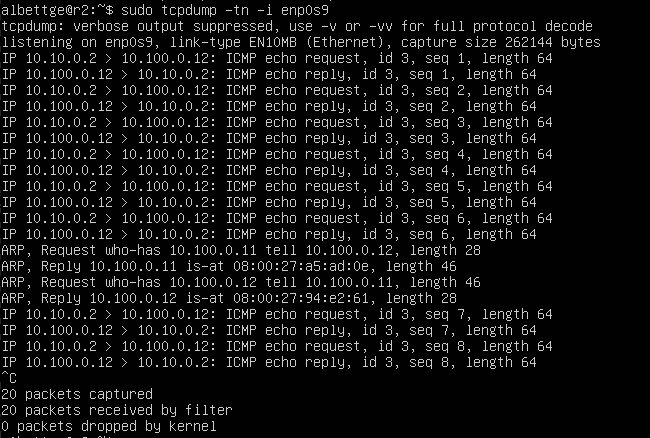 albettge@r2:~$ sudo tcpdump -tn -i enp0s9
tcpdump: verbose output suppressed, use -v or -vv for full protocol decode
listening on enp0s9, link-type EN10MB (Ethernet), capture size 262144 bytes
IP 10.10.0.2 > 10.100.0.12: ICMP echo request, id 3, seq 1, length 64
IP 10.100.0.12 > 10.10.0.2: ICMP echo reply, id 3, seq 1, length 64
IP 10.10.0.2 > 10.100.0.12: ICMP echo request, id 3, seq 2, length 64
IP 10.100.0.12 > 10.10.0.2: ICMP echo reply, id 3, seq 2, length 64
IP 10.10.0.2 > 10.100.0.12: ICMP echo request, id 3, seq 3, length 64
IP 10.100.0.12 > 10.10.0.2: ICMP echo reply, id 3, seq 3, length 64
IP 10.10.0.2 > 10.100.0.12: ICMP echo request, id 3, seq 4, length 64
IP 10.100.0.12 > 10.10.0.2: ICMP echo reply, id 3, seq 4, length 64
IP 10.10.0.2 > 10.100.0.12: ICMP echo request, id 3, seq 5, length 64
IP 10.100.0.12 > 10.10.0.2: ICMP echo reply, id 3, seq 5, length 64
IP 10.10.0.2 > 10.100.0.12: ICMP echo request, id 3, seq 6, length 64
IP 10.100.0.12 > 10.10.0.2: ICMP echo reply, id 3, seq 6, length 64
ARP, Request who-has 10.100.0.11 tell 10.100.0.12, length 28
ARP, Reply 10.100.0.11 is-at 08:00:27:a5:ad:0e, length 46
ARP, Request who-has 10.100.0.12 tell 10.100.0.11, length 46
ARP, Reply 10.100.0.12 is-at 08:00:27:94:e2:61, length 28
IP 10.10.0.2 > 10.100.0.12: ICMP echo request, id 3, seq 7, length 64
IP 10.100.0.12 > 10.10.0.2: ICMP echo reply, id 3, seq 7, length 64
IP 10.10.0.2 > 10.100.0.12: ICMP echo request, id 3, seq 8, length 64
IP 10.100.0.12 > 10.10.0.2: ICMP echo reply, id 3, seq 8, length 64
^C
20 packets captured
20 packets received by filter
0 packets dropped by kernel